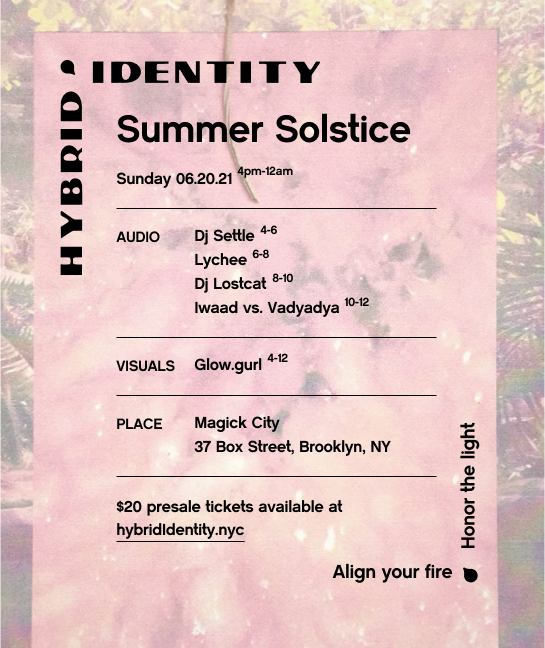 HYBRID
IDENTITY
Summer Solstice
Sunday 06.20.21 4pm-12am
AUDIO Dj Settle 4-6
Lychee 6-8
Dj Lostcat 8-10
Iwaad vs. Vadyadya 10-12
VISUALS Glow.gurl 4-12
PLACE Magick City
37 Box Street, Brooklyn, NY
$20 presale tickets available at
hybridIdentity.nyc
Align your fire
Honor the light